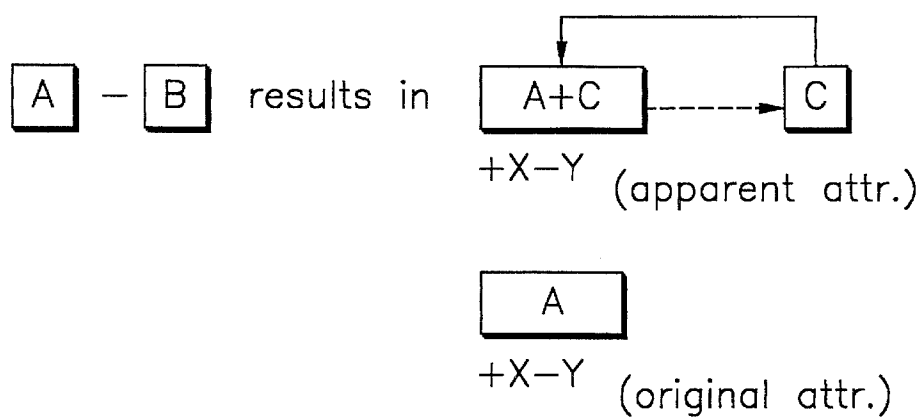 A − B results in A+C C
+X−Y (apparent attr.)
A
+X−Y (original attr.)